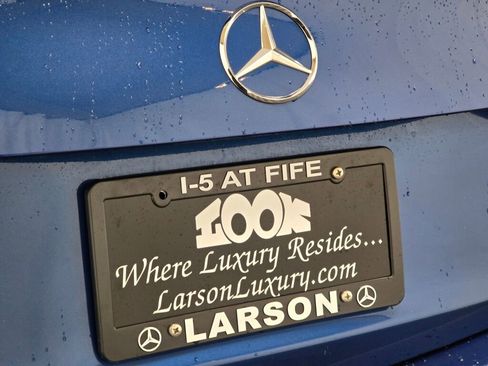 I-5 AT FIFE
LOOK
Where Luxury Resides...
LarsonLuxury.com
LARSON